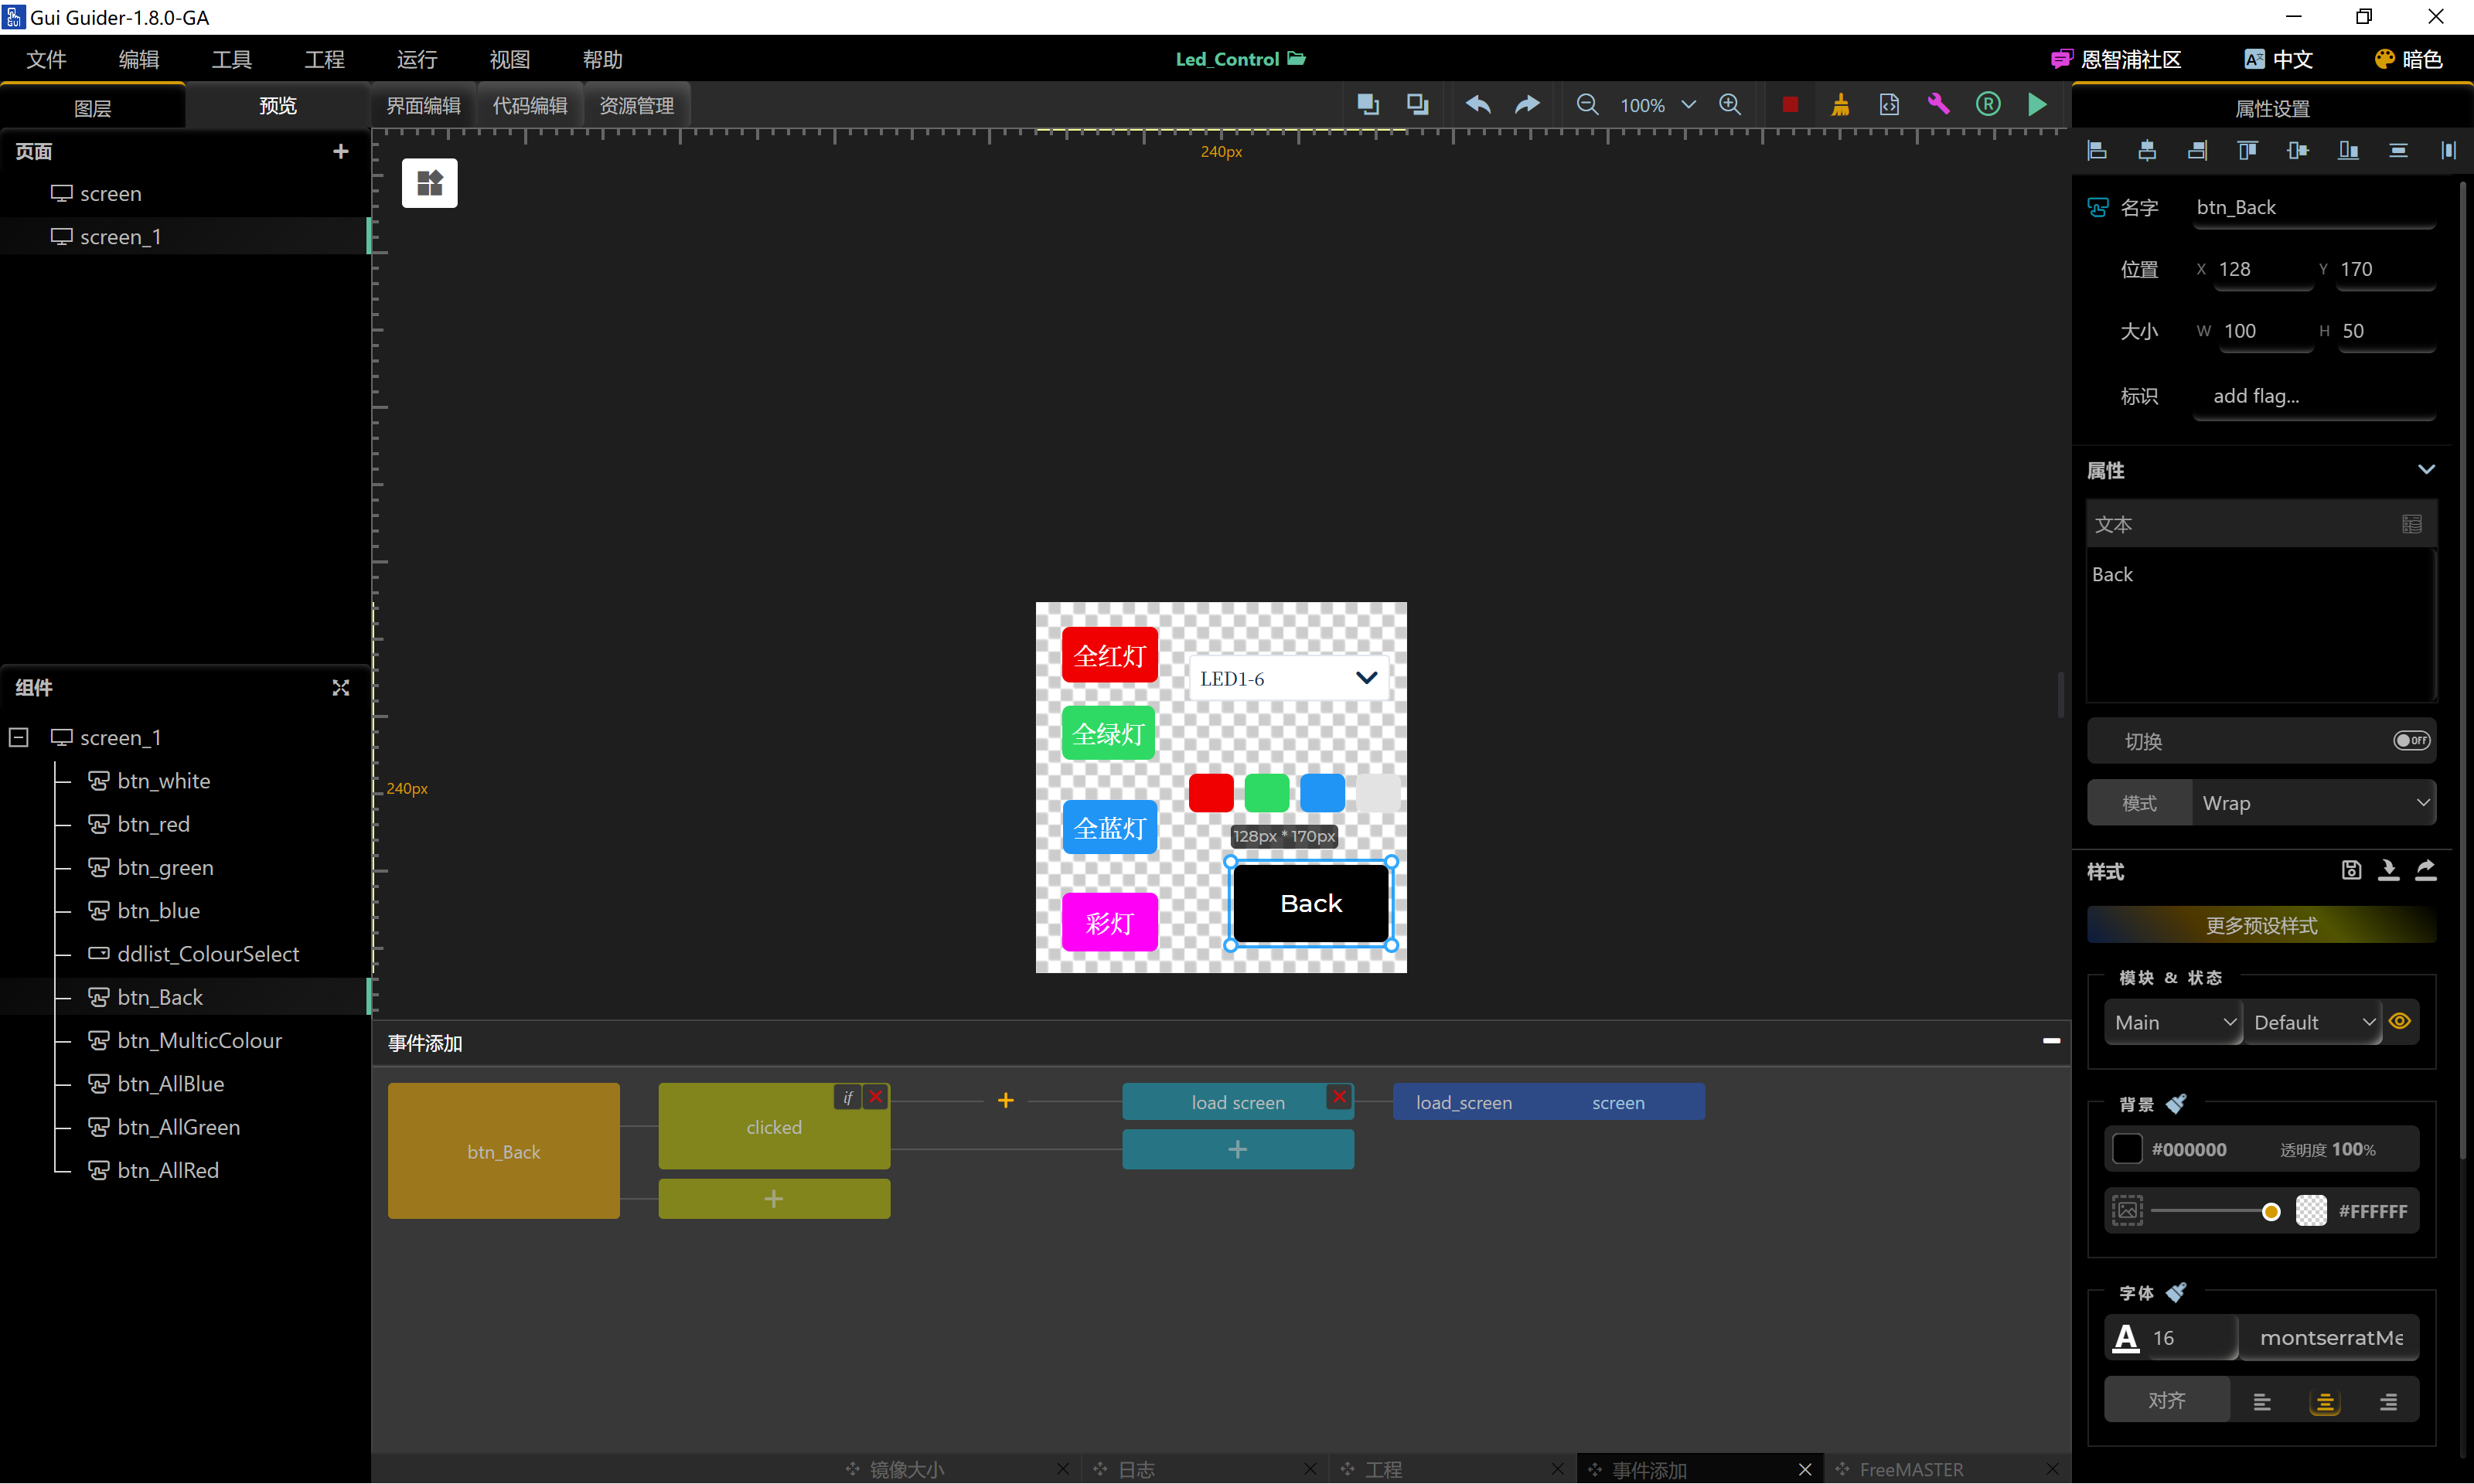 Gui Guider-1.8.0-GA
文件 编辑 工具 工程 运行 视图 帮助
Led_Control
恩智浦社区 中文 暗色
图层 预览 界面编辑 代码编辑 资源管理
100%
属性设置
页面
screen
screen_1
240px
240px
组件
screen_1
btn_white
btn_red
btn_green
btn_blue
ddlist_ColourSelect
btn_Back
btn_MulticColour
btn_AllBlue
btn_AllGreen
btn_AllRed
全红灯
LED1-6
全绿灯
全蓝灯
128px * 170px
Back
彩灯
事件添加
btn_Back
clicked
if
load screen
load_screen screen
镜像大小 日志 工程 事件添加 FreeMASTER
名字 btn_Back
位置 X 128 Y 170
大小 W 100 H 50
标识 add flag...
属性
文本
Back
切换 OFF
模式 Wrap
样式
更多预设样式
模块 & 状态
Main Default
背景
#000000 透明度 100%
#FFFFFF
字体
A 16 montserratMe
对齐